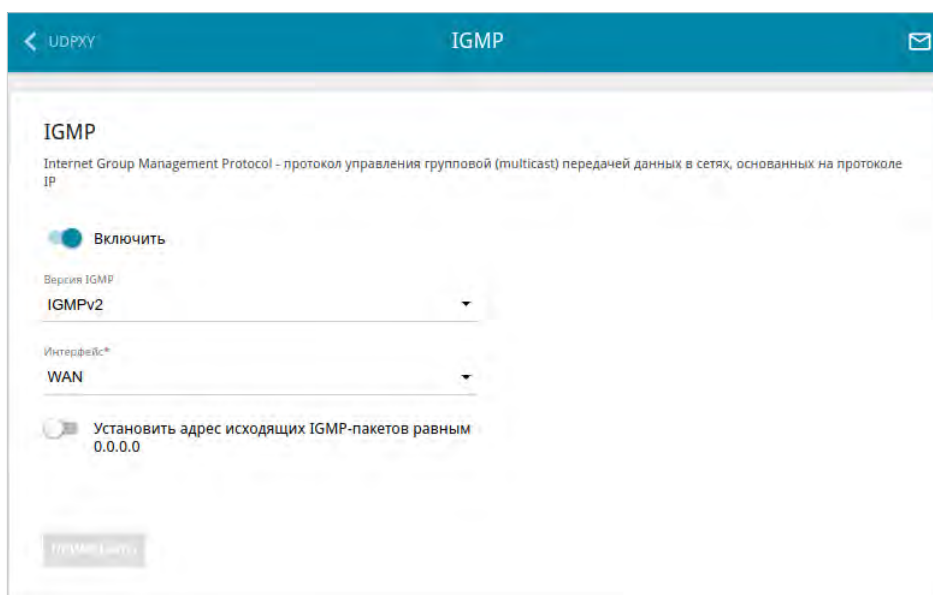 UDPXY
IGMP
IGMP
Internet Group Management Protocol - протокол управления групповой (multicast) передачей данных в сетях, основанных на протоколе
IP
Включить
Версия IGMP
IGMPv2
Интерфейс*
WAN
Установить адрес исходящих IGMP-пакетов равным
0.0.0.0